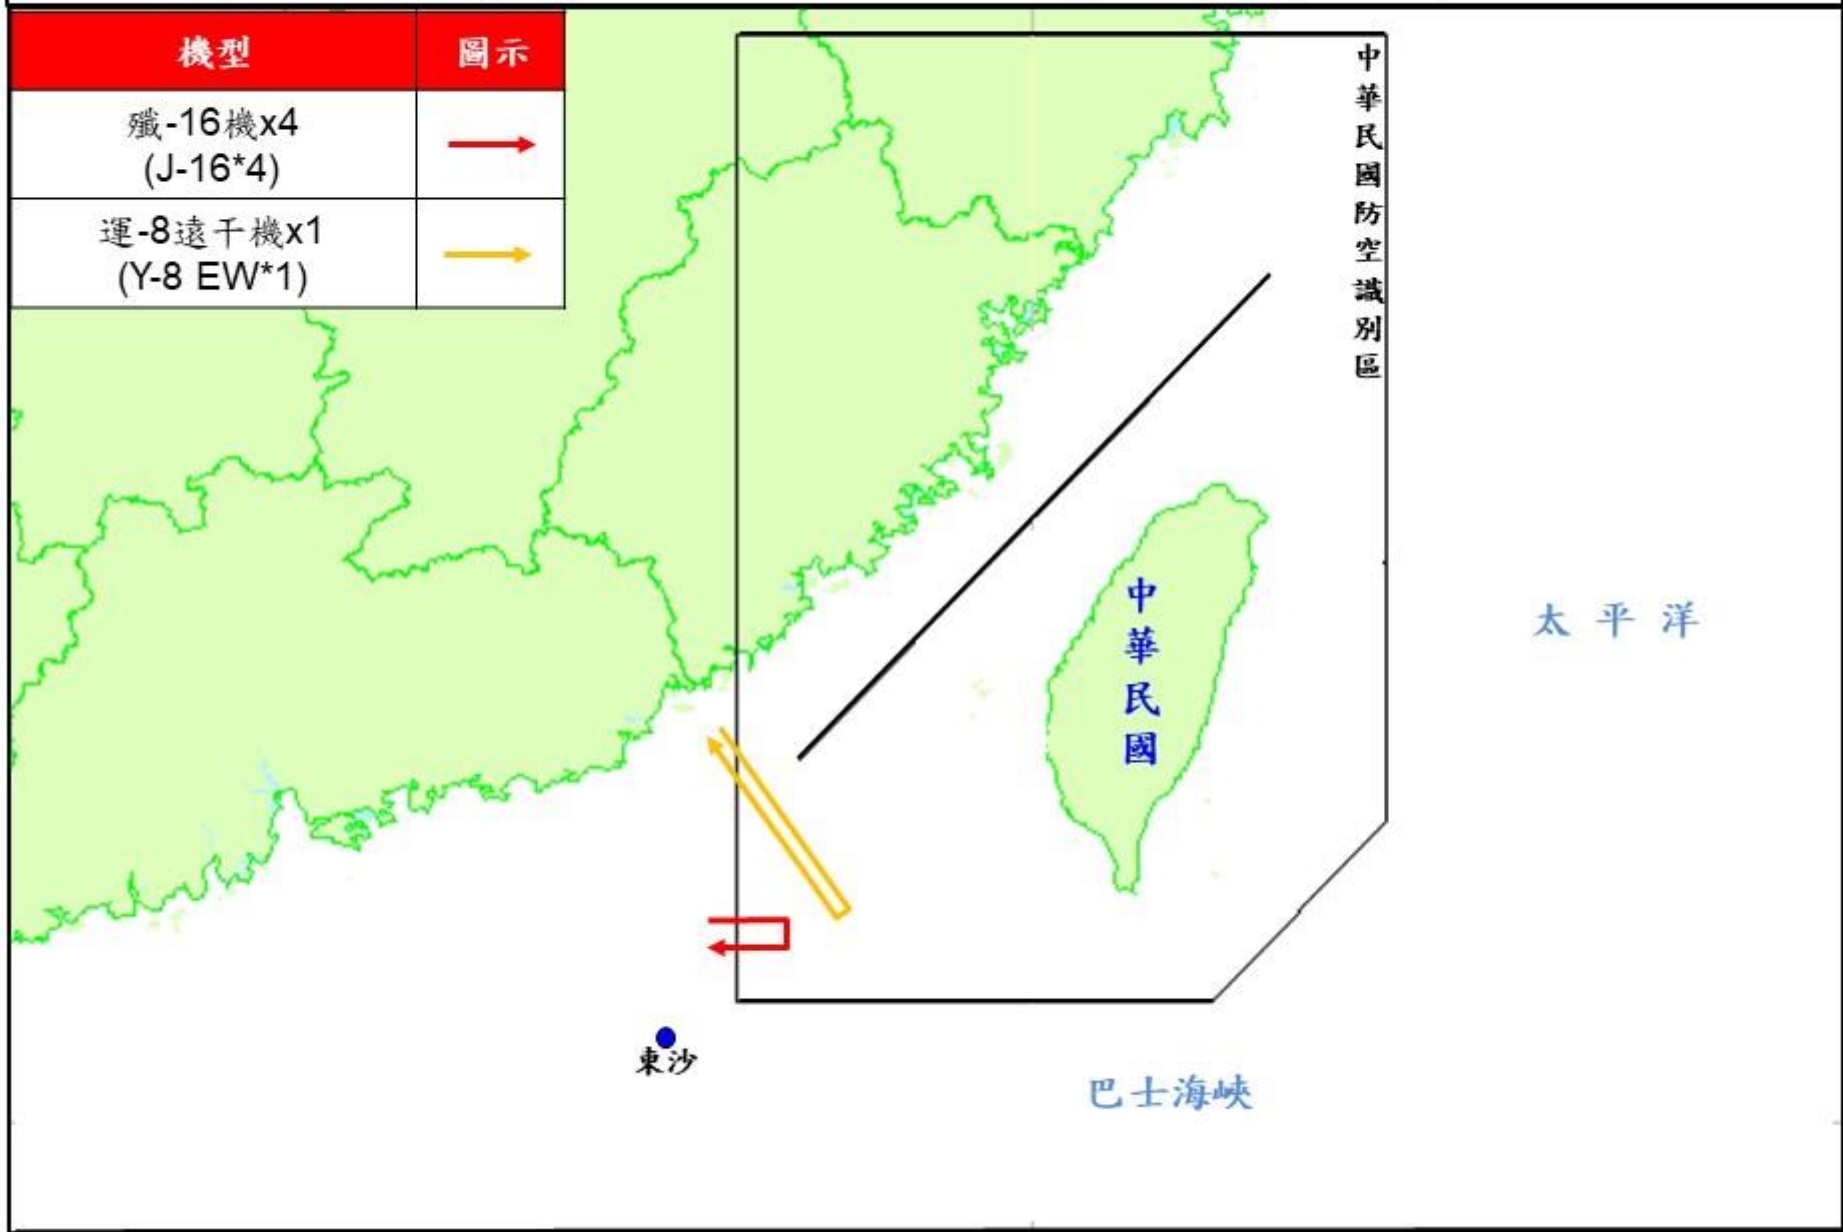 機型
圖示
殲-16機x4
(J-16*4)
運-8遠干機x1
(Y-8 EW*1)
中華民國防空識別區
中華民國
太平洋
東沙
巴士海峽